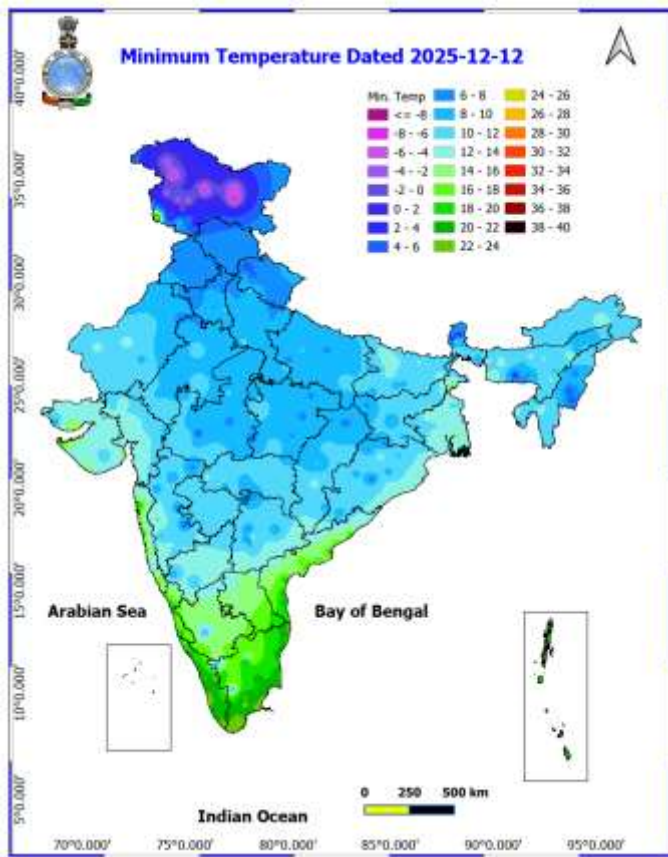 Minimum Temperature Dated 2025-12-12
Min. Temp
<= -8
-8 - -6
-6 - -4
-4 - -2
-2 - 0
0 - 2
2 - 4
4 - 6
6 - 8
8 - 10
10 - 12
12 - 14
14 - 16
16 - 18
18 - 20
20 - 22
22 - 24
24 - 26
26 - 28
28 - 30
30 - 32
32 - 34
34 - 36
36 - 38
38 - 40
40°0.000'
35°0.000'
30°0.000'
25°0.000'
20°0.000'
15°0.000'
10°0.000'
5°0.000'
Arabian Sea
Bay of Bengal
Indian Ocean
0 250 500 km
70°0.000' 75°0.000' 80°0.000' 85°0.000' 90°0.000' 95°0.000'